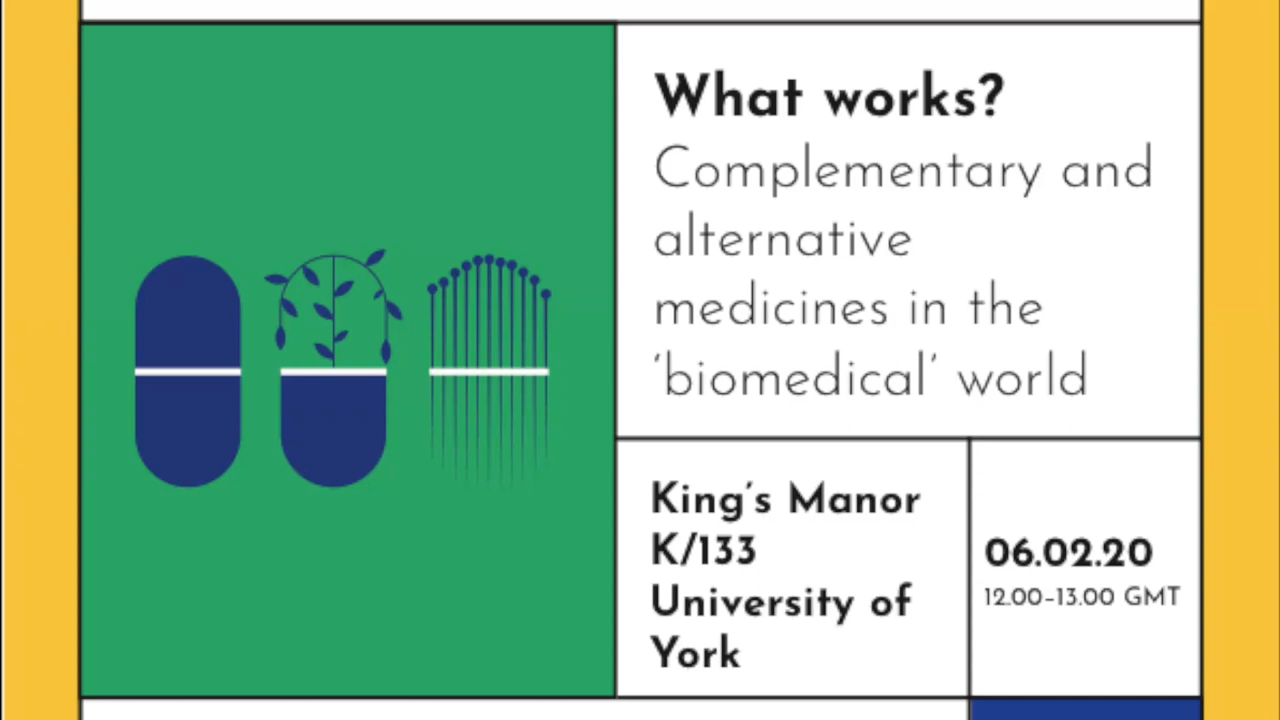 What works?
Complementary and
alternative
medicines in the
‘biomedical’ world
King’s Manor
K/133
University of
York
06.02.20
12.00–13.00 GMT